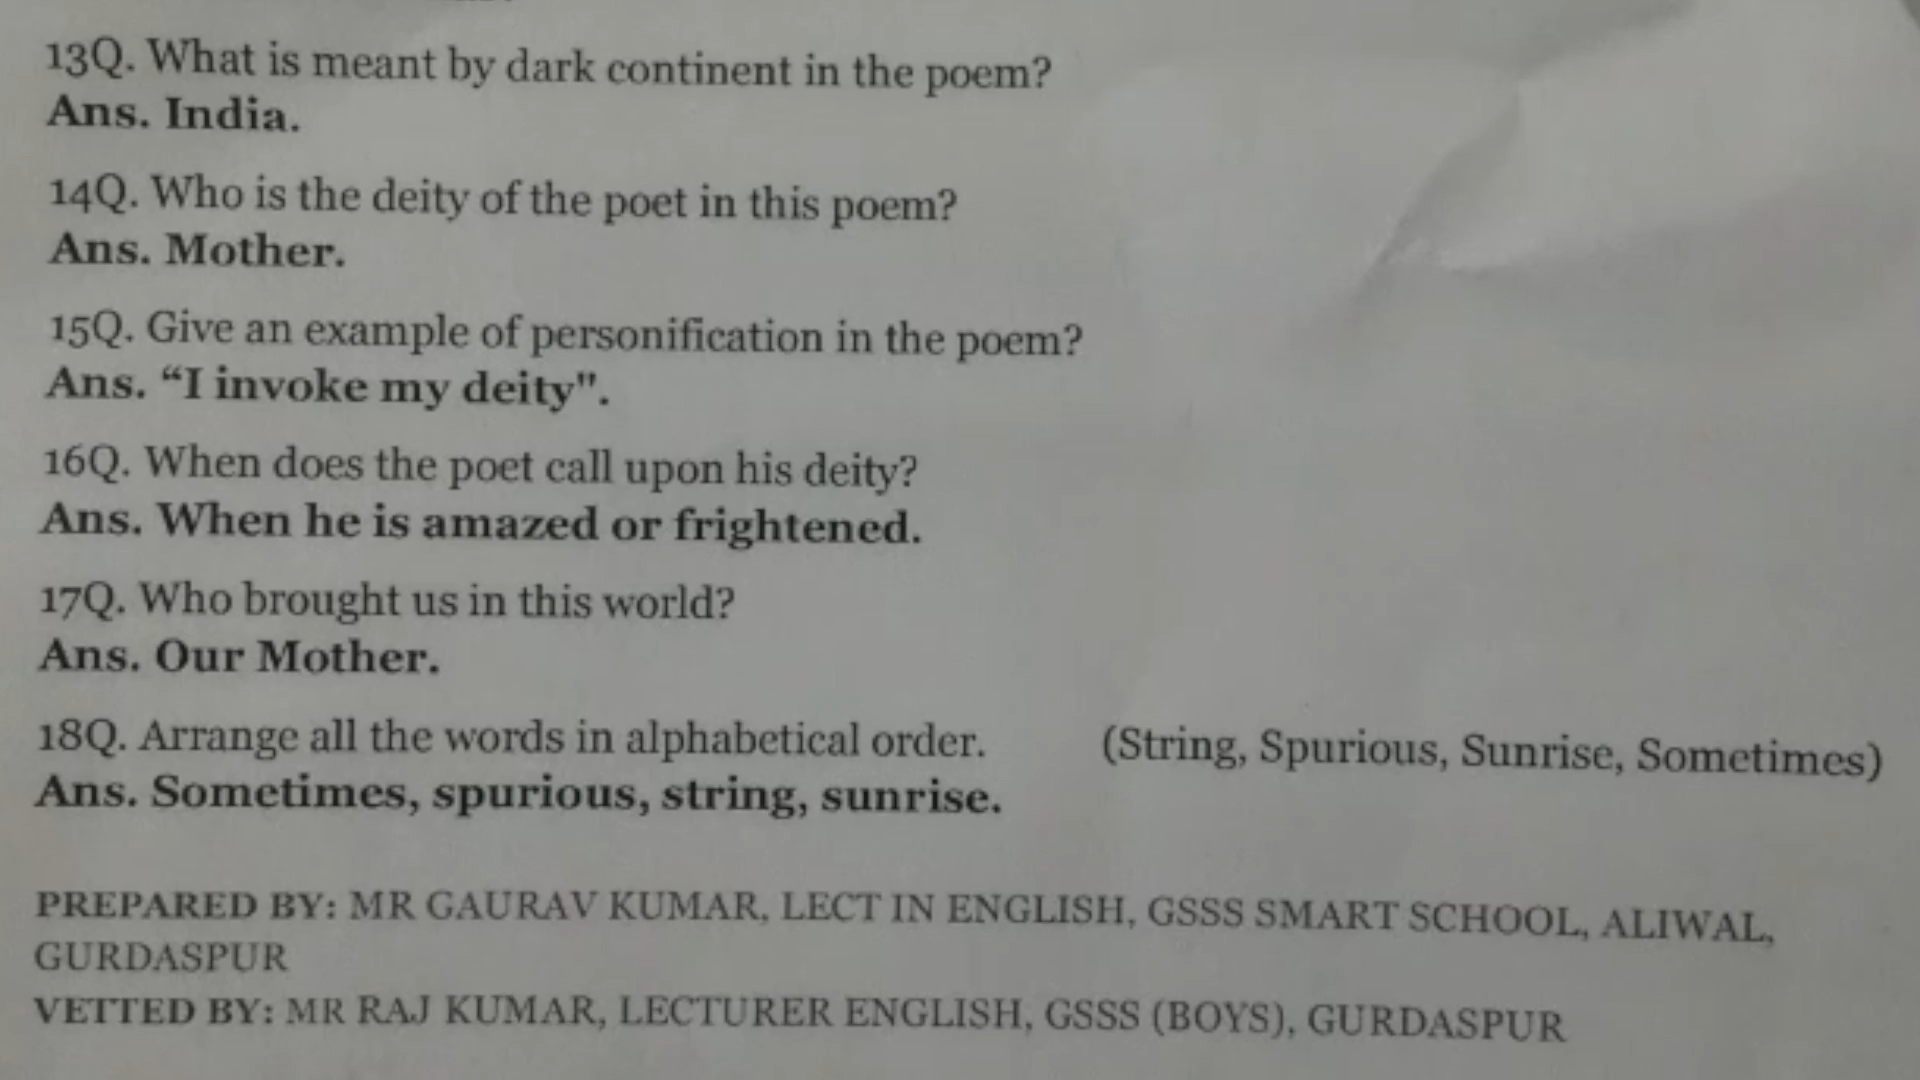 13Q. What is meant by dark continent in the poem?
Ans. India.
14Q. Who is the deity of the poet in this poem?
Ans. Mother.
15Q. Give an example of personification in the poem?
Ans. “I invoke my deity".
16Q. When does the poet call upon his deity?
Ans. When he is amazed or frightened.
17Q. Who brought us in this world?
Ans. Our Mother.
18Q. Arrange all the words in alphabetical order. (String, Spurious, Sunrise, Sometimes)
Ans. Sometimes, spurious, string, sunrise.
PREPARED BY: MR GAURAV KUMAR, LECT IN ENGLISH, GSSS SMART SCHOOL, ALIWAL,
GURDASPUR
VETTED BY: MR RAJ KUMAR, LECTURER ENGLISH, GSSS (BOYS), GURDASPUR